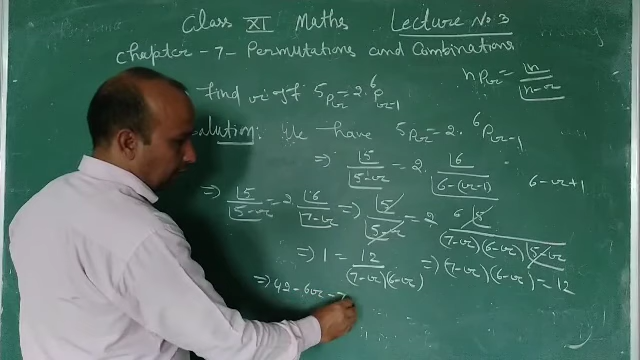 Class XI Maths Lecture No. 3
Chapter - 7 - Permutations and Combinations
nPr = |n / |n-r
Find r if 5Pr = 2. 6Pr-1
We have 5Pr = 2. 6Pr-1
⇒ |5 / |5-r = 2. |6 / |6-(r-1)
6-r+1
⇒ |5 / |5-r = 2 |6 / |7-r ⇒ |5 / |5-r = 2 6 |5 / (7-r)(6-r)|5-r
⇒ 1 = 12 / (7-r)(6-r) ⇒ (7-r)(6-r) = 12
⇒ 42 - 6r - 7